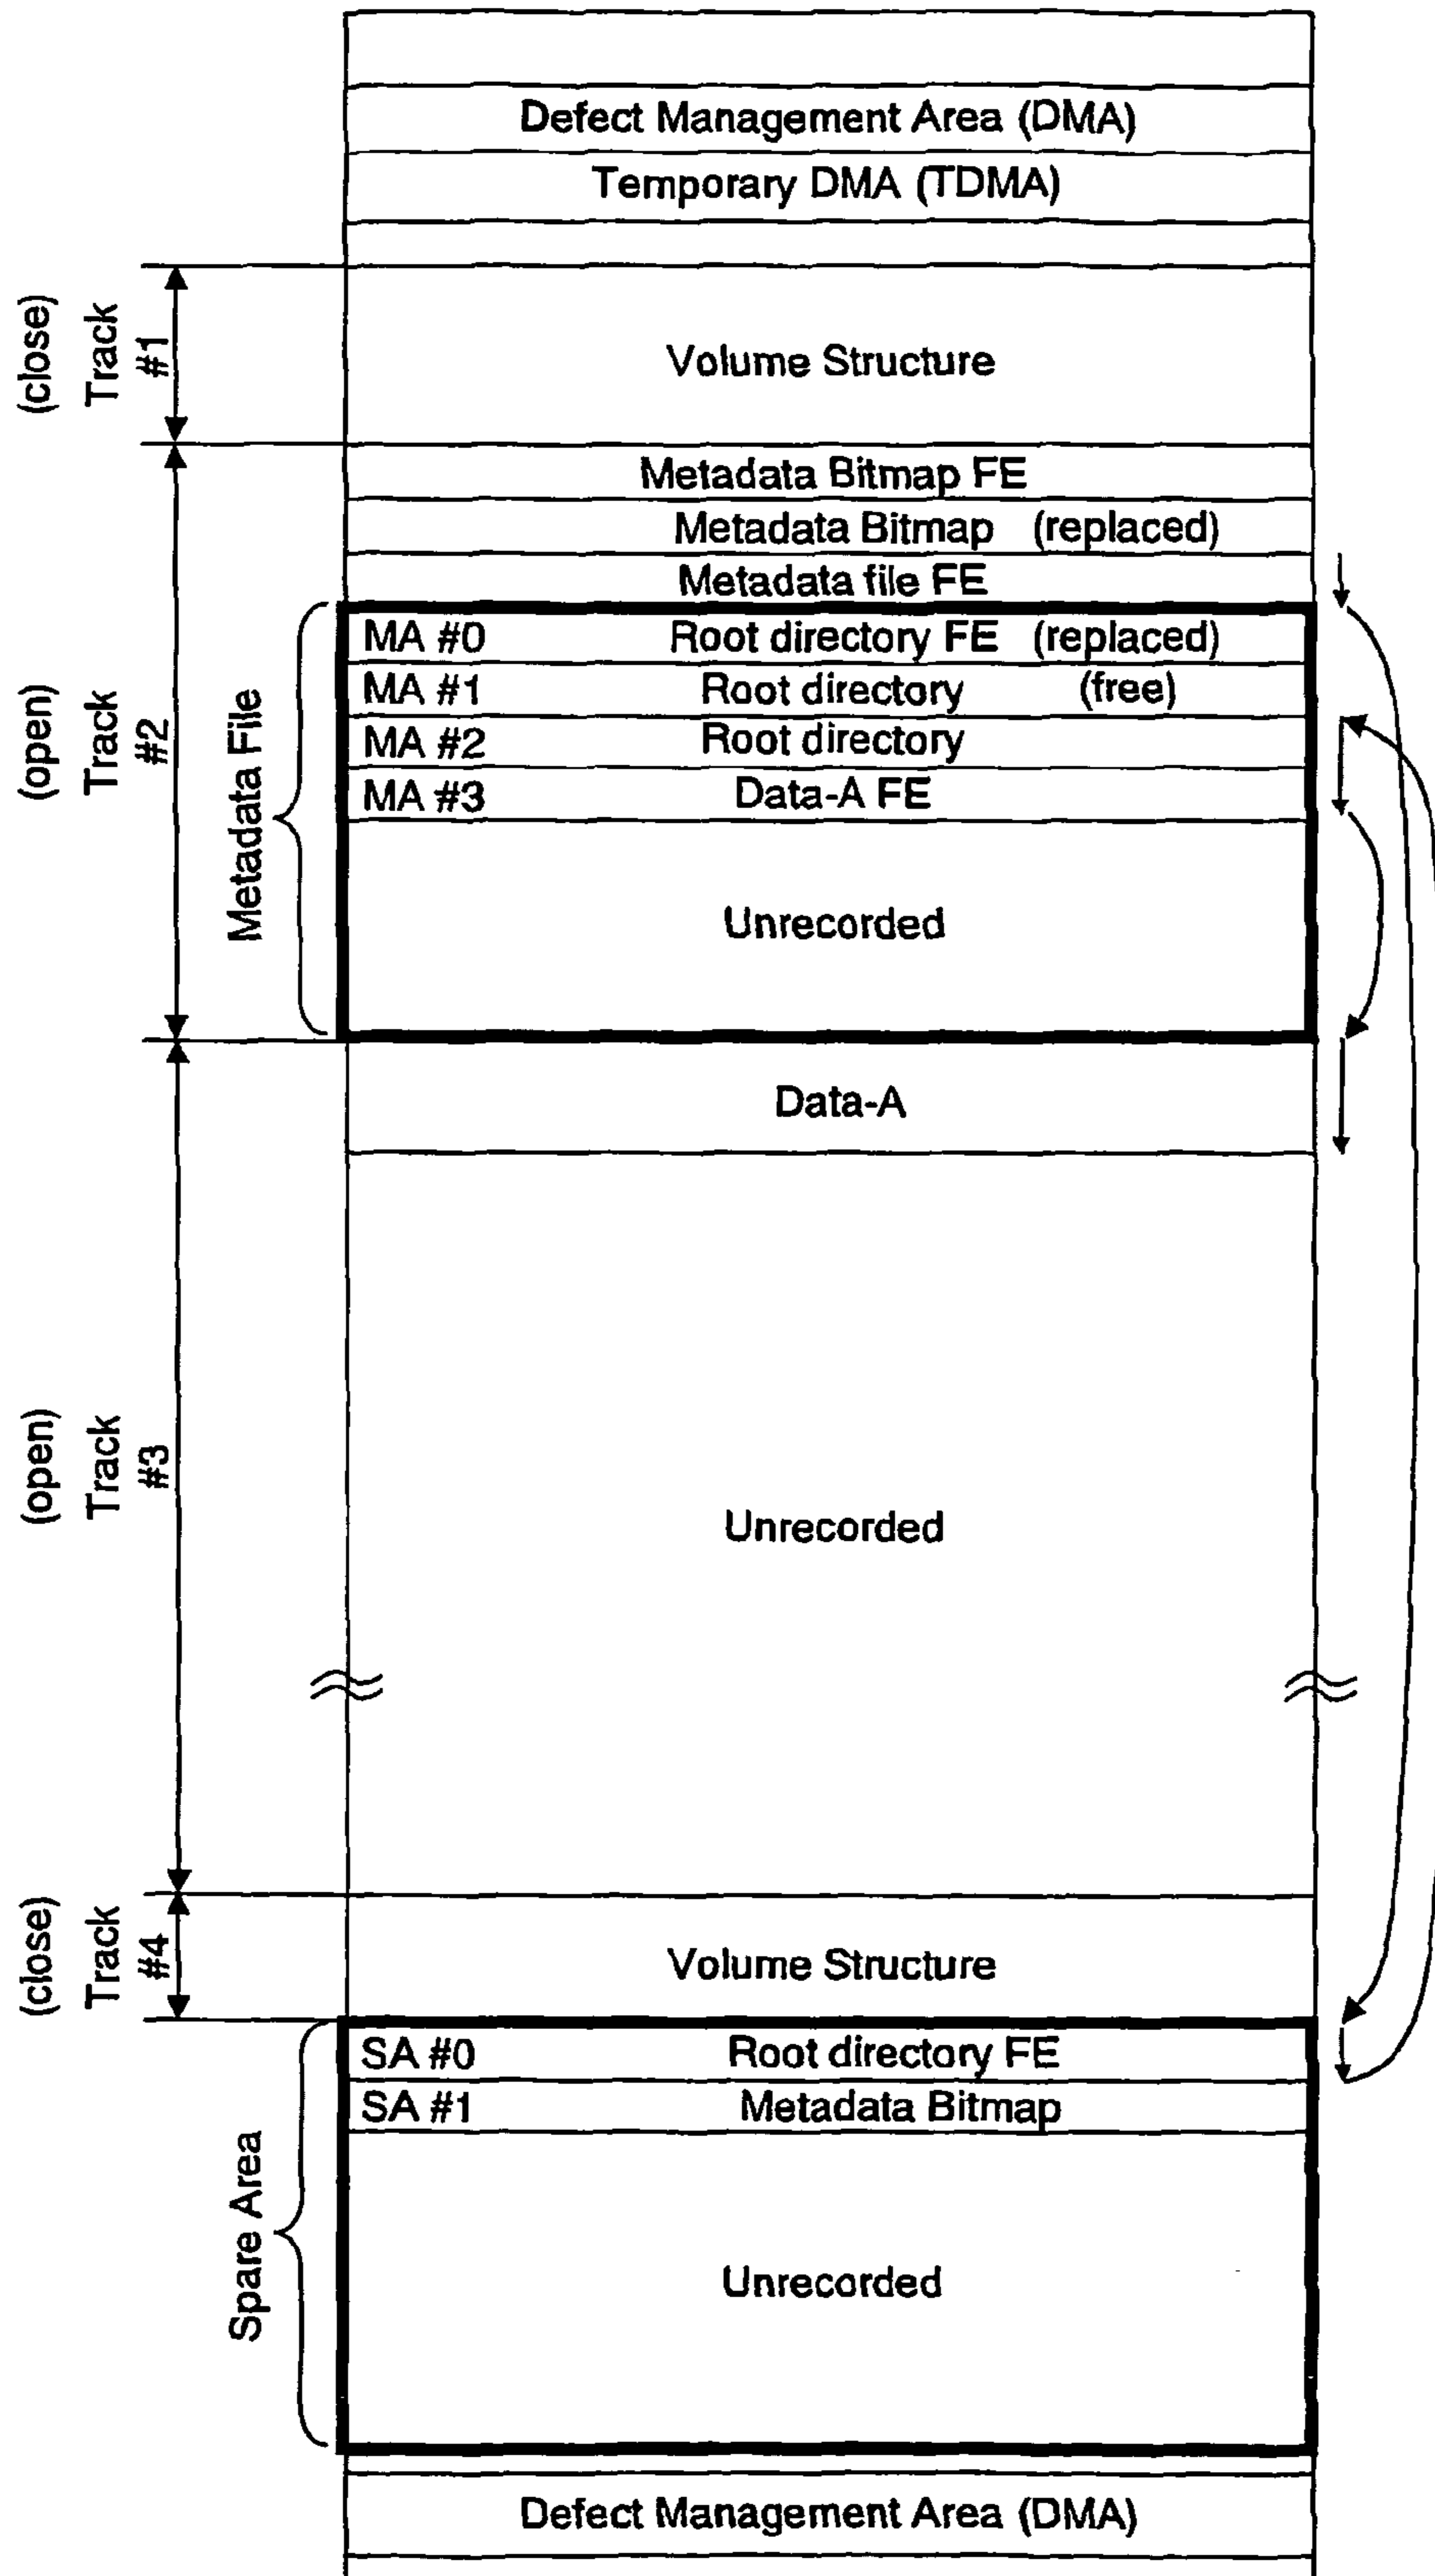 Defect Management Area (DMA)
Temporary DMA (TDMA)
(close)
Track
#1
Volume Structure
(open)
Track
#2
Metadata Bitmap FE
Metadata Bitmap (replaced)
Metadata file FE
Metadata File
MA #0 Root directory FE (replaced)
MA #1 Root directory (free)
MA #2 Root directory
MA #3 Data-A FE
Unrecorded
(open)
Track
#3
Data-A
Unrecorded
(close)
Track
#4
Volume Structure
Spare Area
SA #0 Root directory FE
SA #1 Metadata Bitmap
Unrecorded
Defect Management Area (DMA)